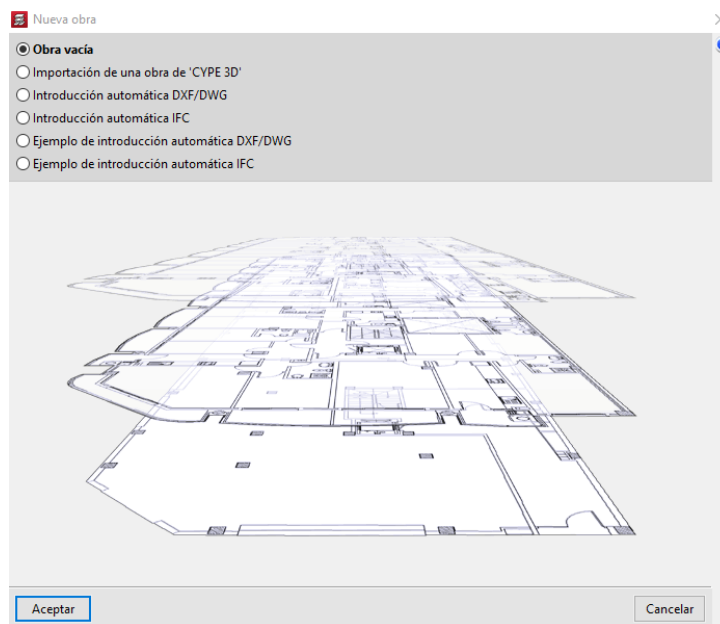 Nueva obra
Obra vacía
Importación de una obra de 'CYPE 3D'
Introducción automática DXF/DWG
Introducción automática IFC
Ejemplo de introducción automática DXF/DWG
Ejemplo de introducción automática IFC
Aceptar
Cancelar